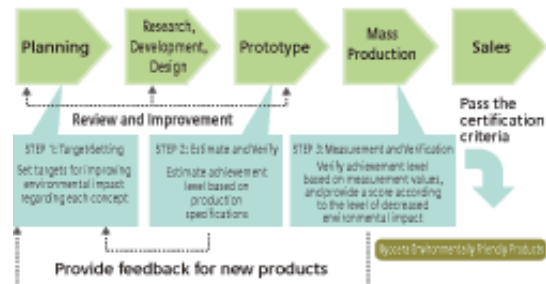 Planning
Research,
Development,
Design
Prototype
Mass
Production
Sales
Review and Improvement
Pass the
certification
criteria
STEP 1:Target Setting
Set targets for improving
environmental impact
regarding each concept
STEP 2: Estimate and Verify
Estimate achievement
level based on
production
specifications
STEP 3: Measurement and Verification
Verify achievement level
based on measurement values,
and provide a score according
to the level of decreased
environmental impact
Kyocera Environmentally Friendly Products
Provide feedback for new products